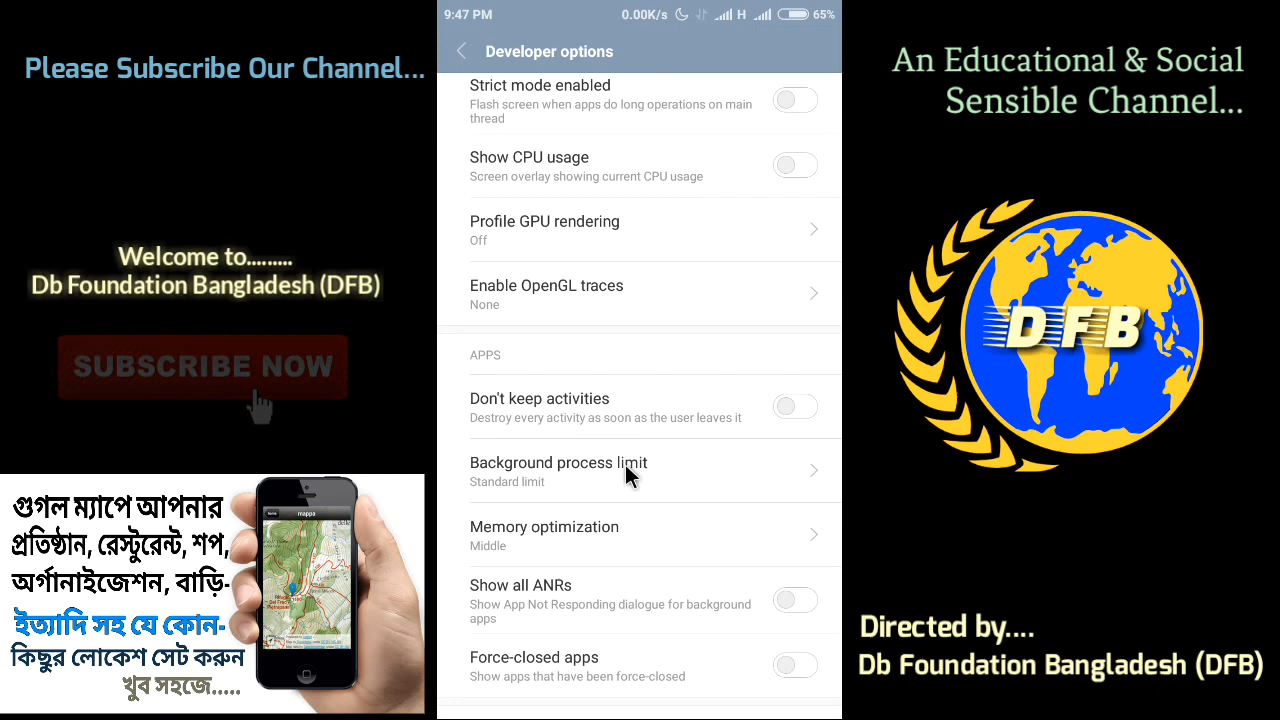 Please Subscribe Our Channel...
Welcome to.........
Db Foundation Bangladesh (DFB)
SUBSCRIBE NOW
গুগল ম্যাপে আপনার
প্রতিষ্ঠান, রেস্টুরেন্ট, শপ,
অর্গানাইজেশন, বাড়ি-
ইত্যাদি সহ যে কোন-
কিছুর লোকেশ সেট করুন
খুব সহজে.....
mappa
9:47 PM
0.00K/s
H
65%
Developer options
Strict mode enabled
Flash screen when apps do long operations on main
thread
Show CPU usage
Screen overlay showing current CPU usage
Profile GPU rendering
Off
Enable OpenGL traces
None
APPS
Don't keep activities
Destroy every activity as soon as the user leaves it
Background process limit
Standard limit
Memory optimization
Middle
Show all ANRs
Show App Not Responding dialogue for background
apps
Force-closed apps
Show apps that have been force-closed
An Educational & Social
Sensible Channel...
DFB
Directed by....
Db Foundation Bangladesh (DFB)